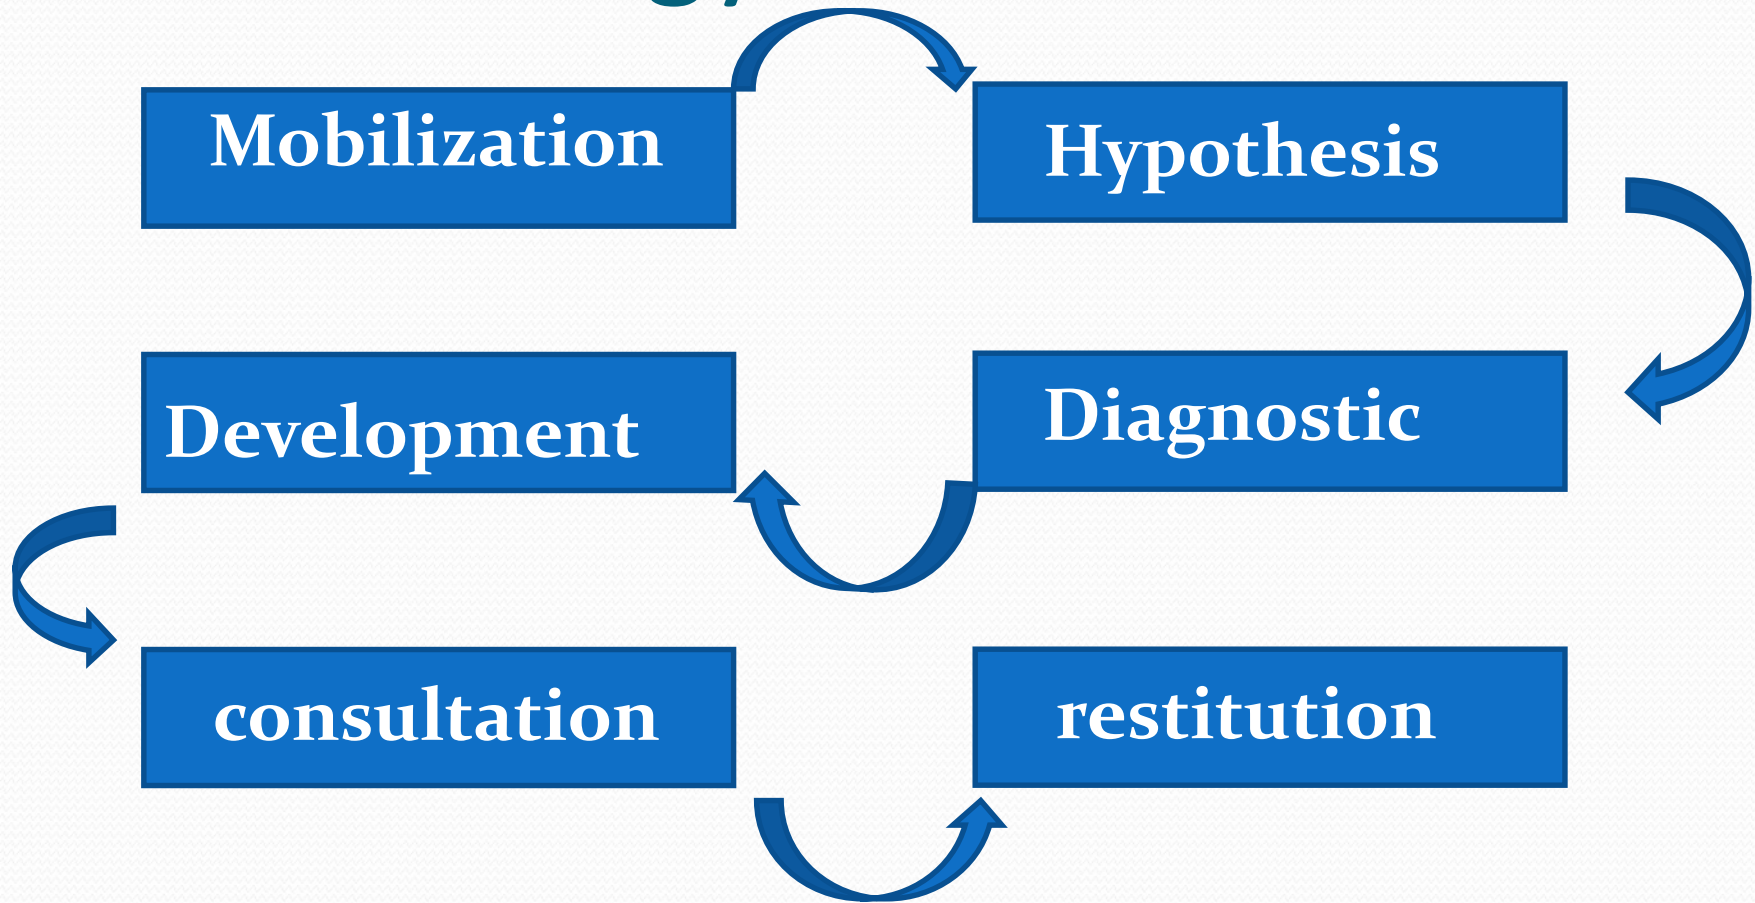 Mobilization
Hypothesis
Diagnostic
Development
consultation
restitution